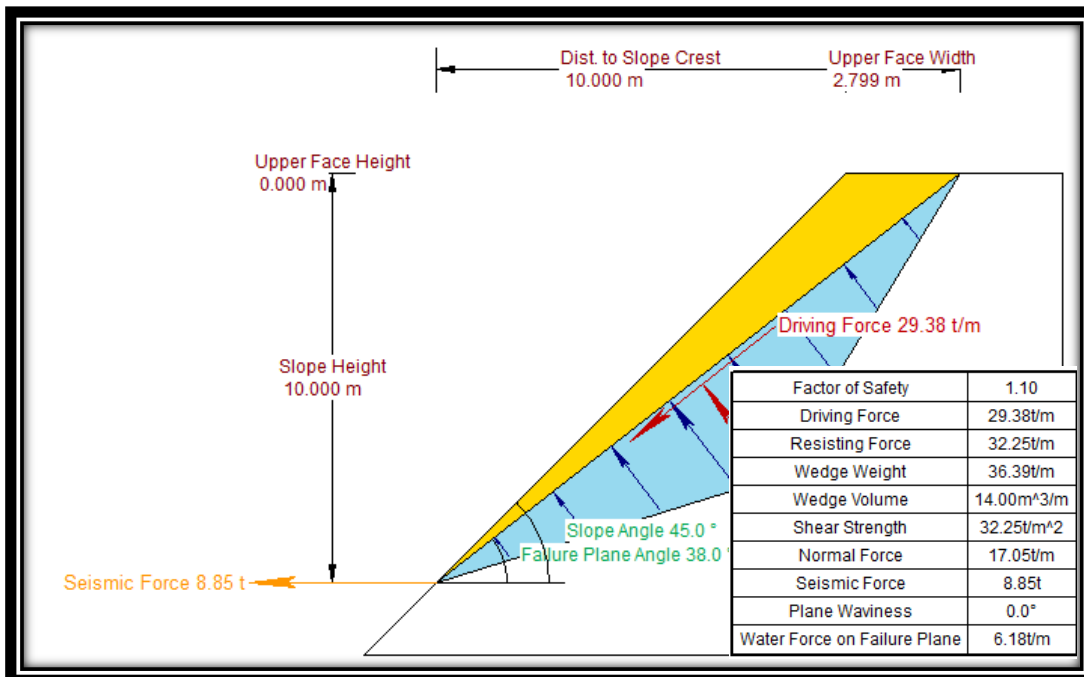 Dist. to Slope Crest
10.000 m
Upper Face Width
2.799 m
Upper Face Height
0.000 m
Slope Height
10.000 m
Driving Force 29.38 t/m
Slope Angle 45.0 °
Failure Plane Angle 38.0 °
Seismic Force 8.85 t
Factor of Safety 1.10
Driving Force 29.38t/m
Resisting Force 32.25t/m
Wedge Weight 36.39t/m
Wedge Volume 14.00m^3/m
Shear Strength 32.25t/m^2
Normal Force 17.05t/m
Seismic Force 8.85t
Plane Waviness 0.0°
Water Force on Failure Plane 6.18t/m